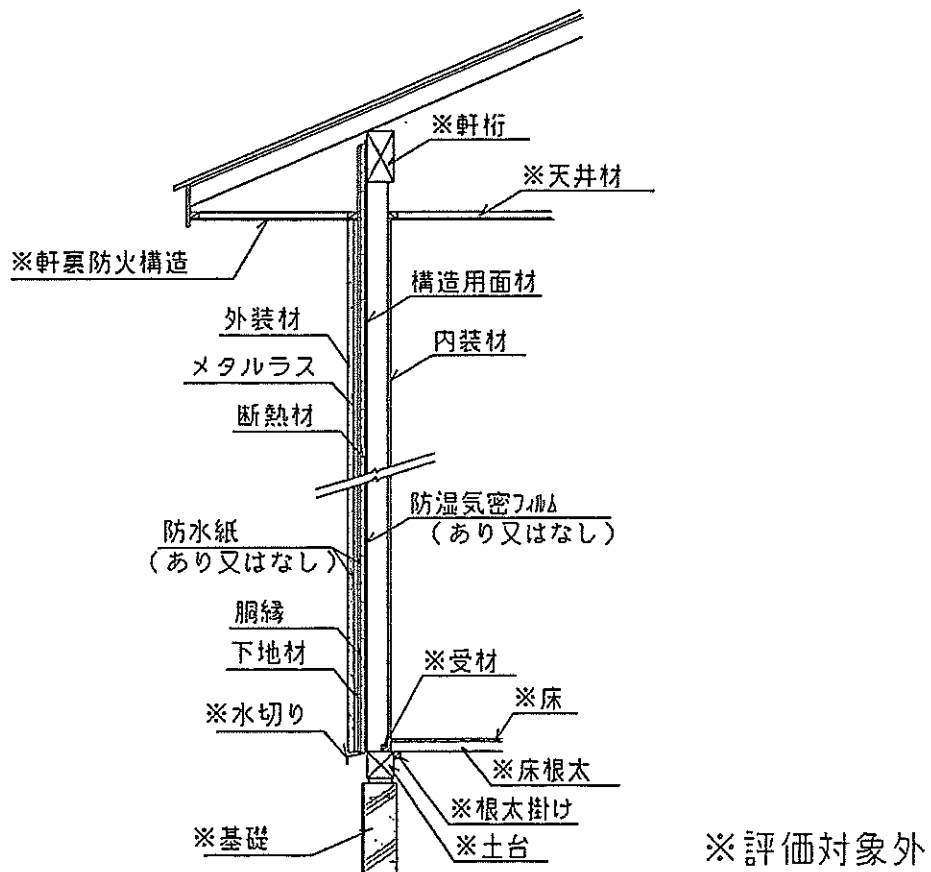 ※軒桁
※天井材
※軒裏防火構造
構造用面材
外装材
内装材
メタルラス
断熱材
防湿気密フィルム
(あり又はなし)
防水紙
(あり又はなし)
胴縁
下地材
※受材
※床
※水切り
※床根太
※根太掛け
※基礎
※土台
※評価対象外